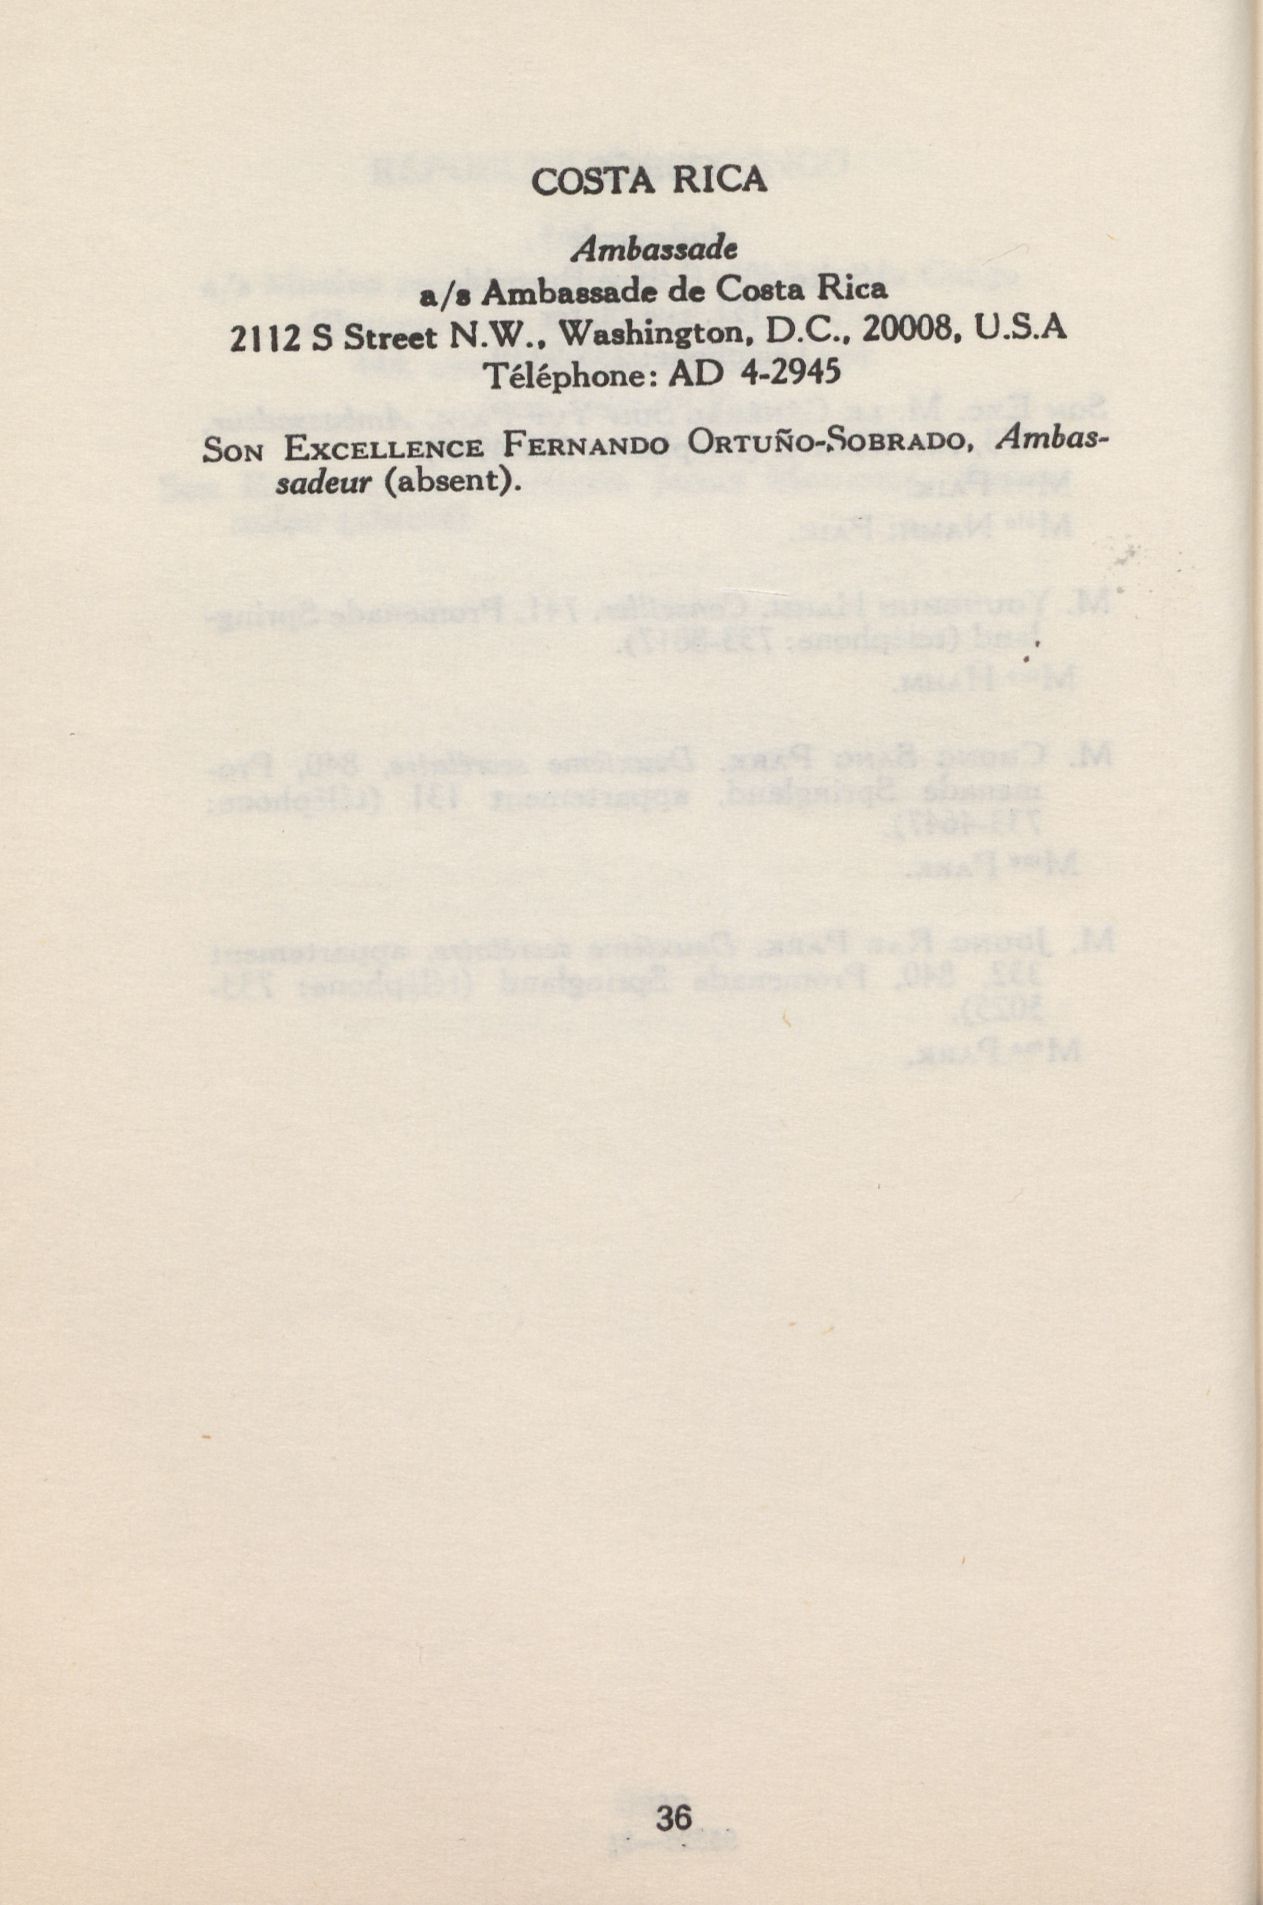 COSTA RICA
Ambassade
a/s Ambassade de Costa Rica
2112 S Street N.W., Washington, D.C., 20008, U.S.A
Téléphone: AD 4-2945
SON EXCELLENCE FERNANDO ORTUÑO-SOBRADO, Ambas-
sadeur (absent).
36